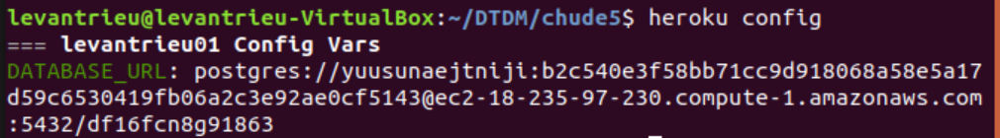 levantrieu@levantrieu-VirtualBox:~/DTDM/chude5$ heroku config
=== levantrieu01 Config Vars
DATABASE_URL: postgres://yuusunaejtniji:b2c540e3f58bb71cc9d918068a58e5a17
d59c6530419fb06a2c3e92ae0cf5143@ec2-18-235-97-230.compute-1.amazonaws.com
:5432/df16fcn8g91863